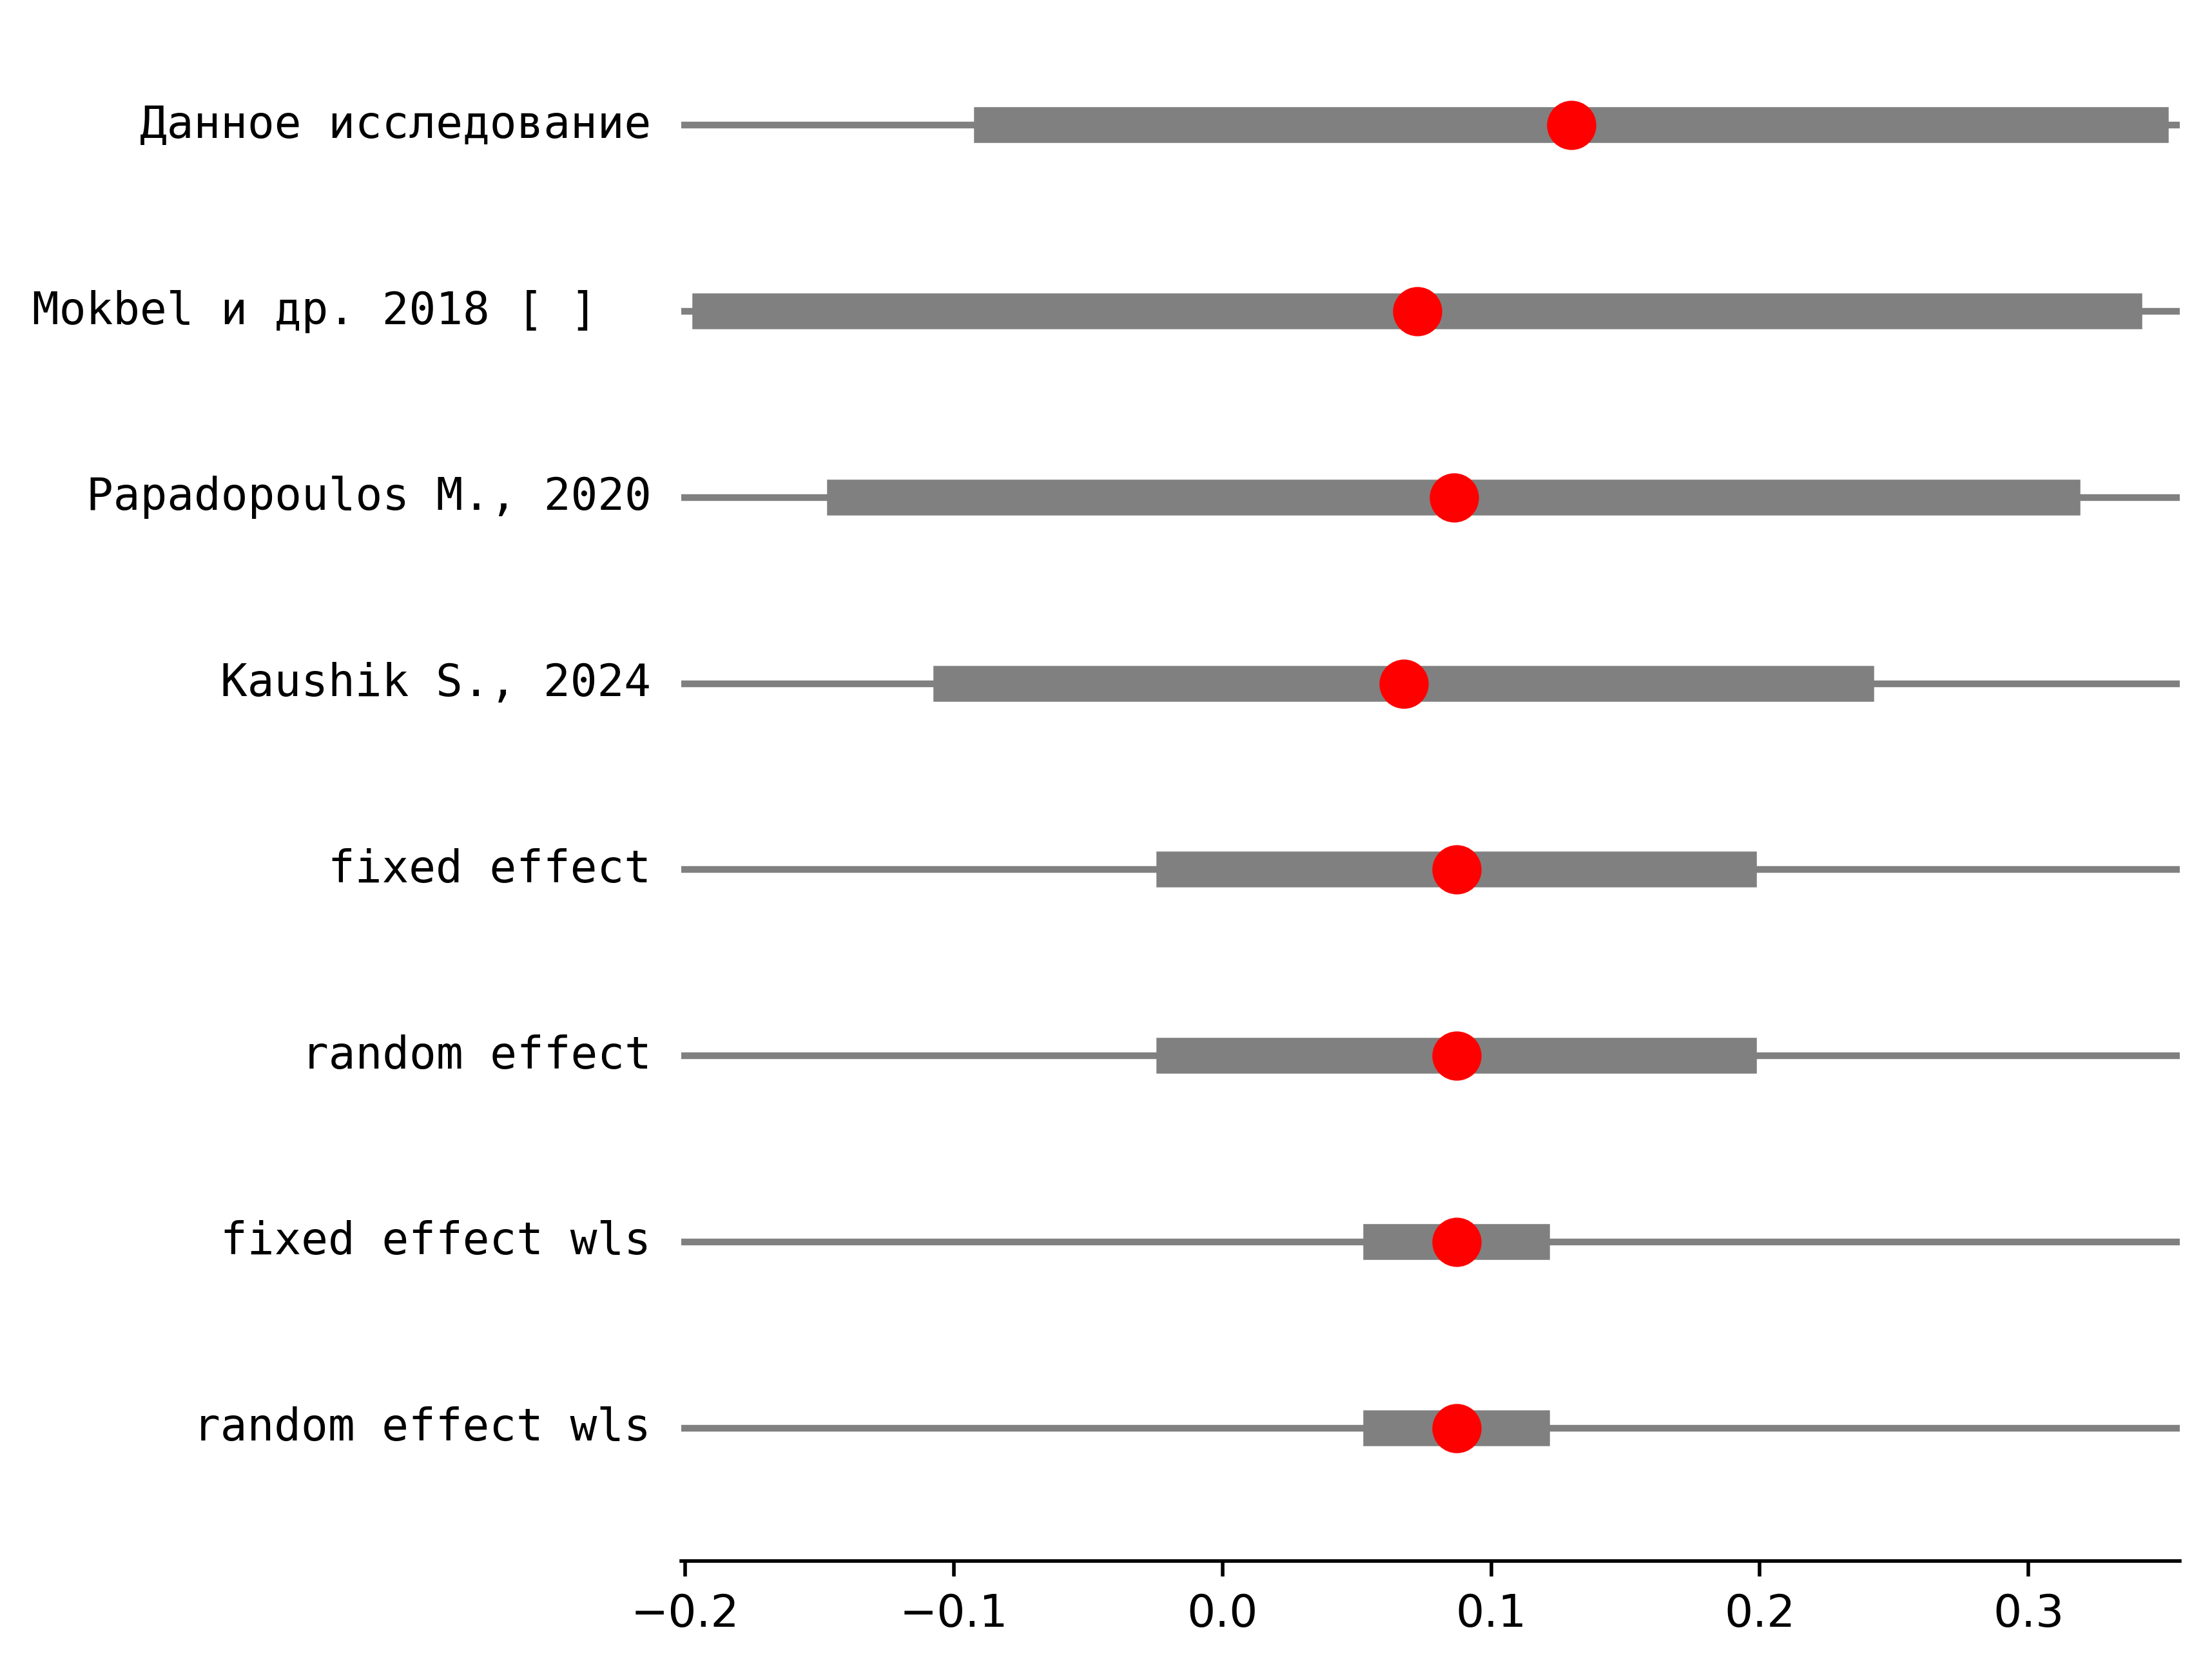 Данное исследование
Mokbel и др. 2018 [ ]
Papadopoulos M., 2020
Kaushik S., 2024
fixed effect
random effect
fixed effect wls
random effect wls
−0.2 −0.1 0.0 0.1 0.2 0.3